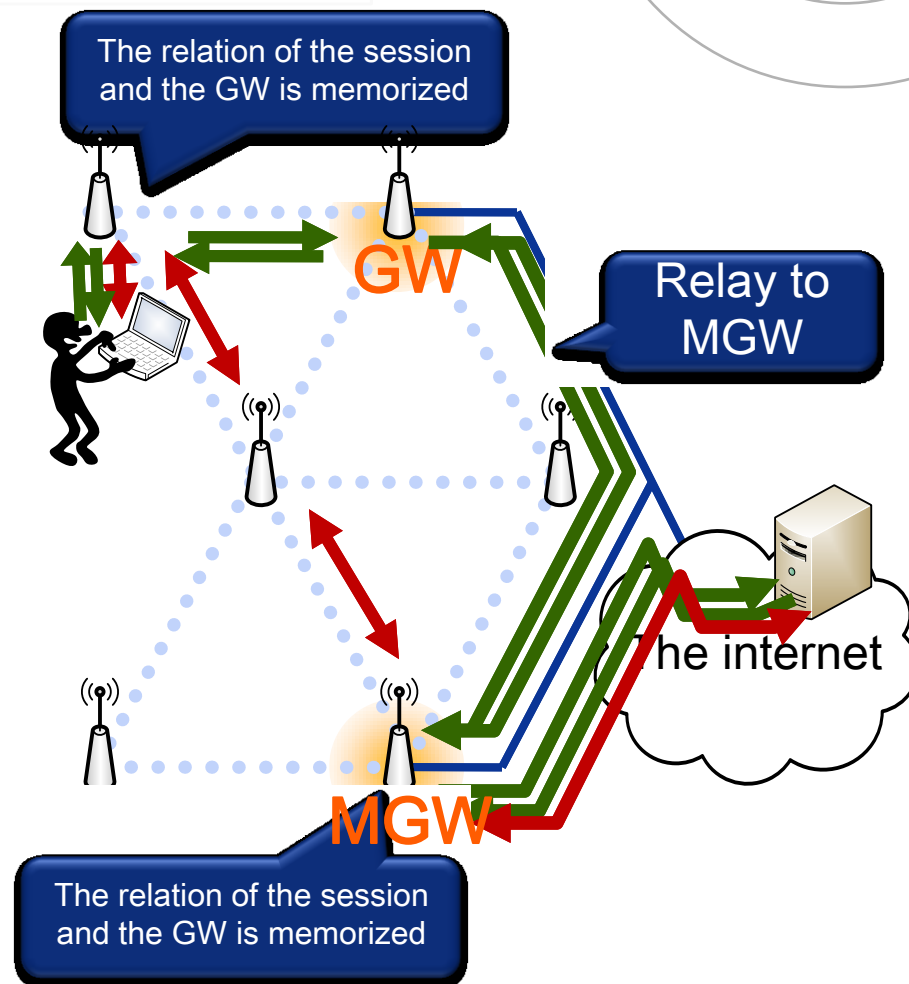 The relation of the session
and the GW is memorized
GW
Relay to
MGW
The internet
MGW
The relation of the session
and the GW is memorized